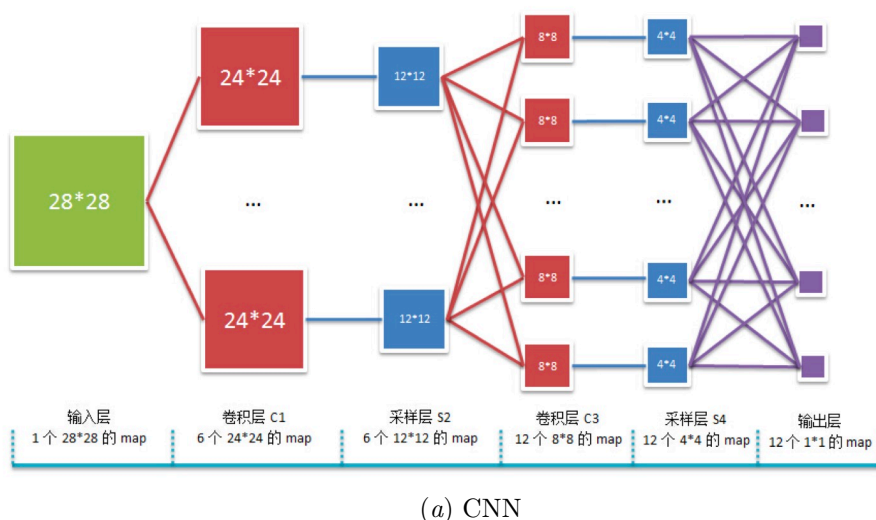 28*28
24*24
...
24*24
12*12
...
12*12
8*8
8*8
...
8*8
8*8
4*4
4*4
...
4*4
4*4
...
输入层
1 个 28*28 的 map
卷积层 C1
6 个 24*24 的 map
采样层 S2
6 个 12*12 的 map
卷积层 C3
12 个 8*8 的 map
采样层 S4
12 个 4*4 的 map
输出层
12 个 1*1 的 map
(a) CNN